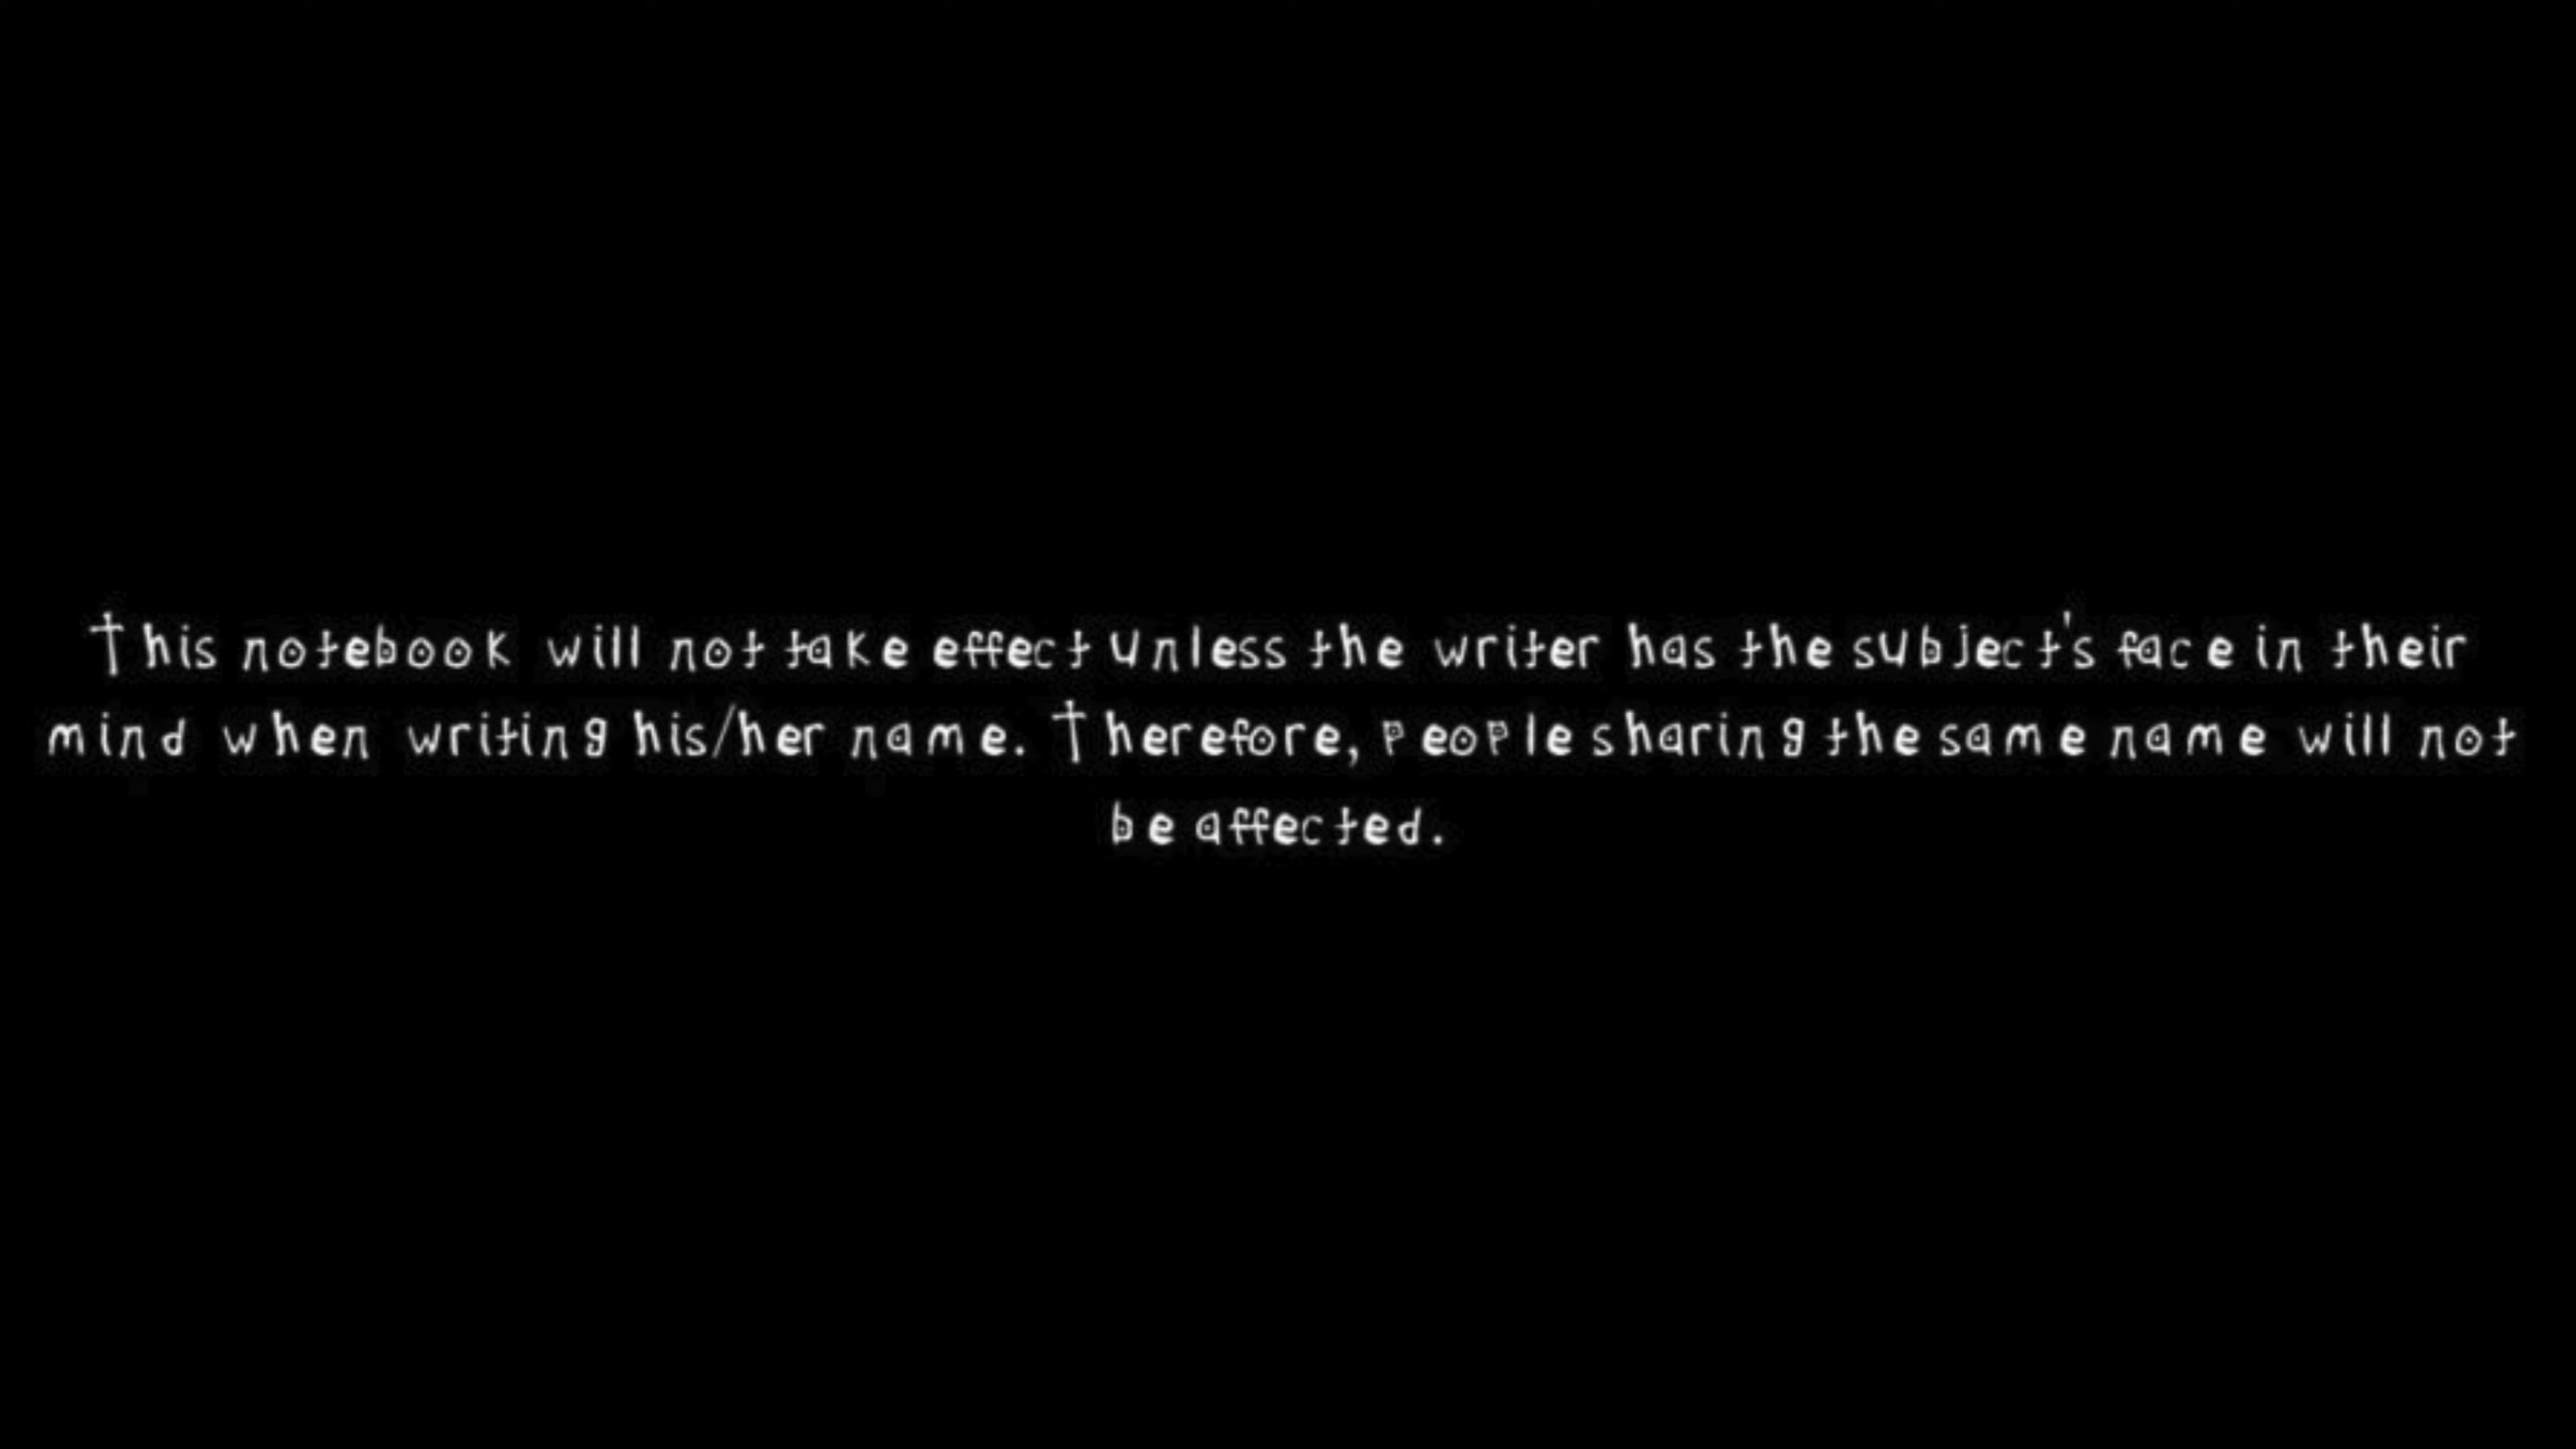 This notebook will not take effect unless the writer has the subject's face in their
mind when writing his/her name. Therefore, people sharing the same name will not
be affected.